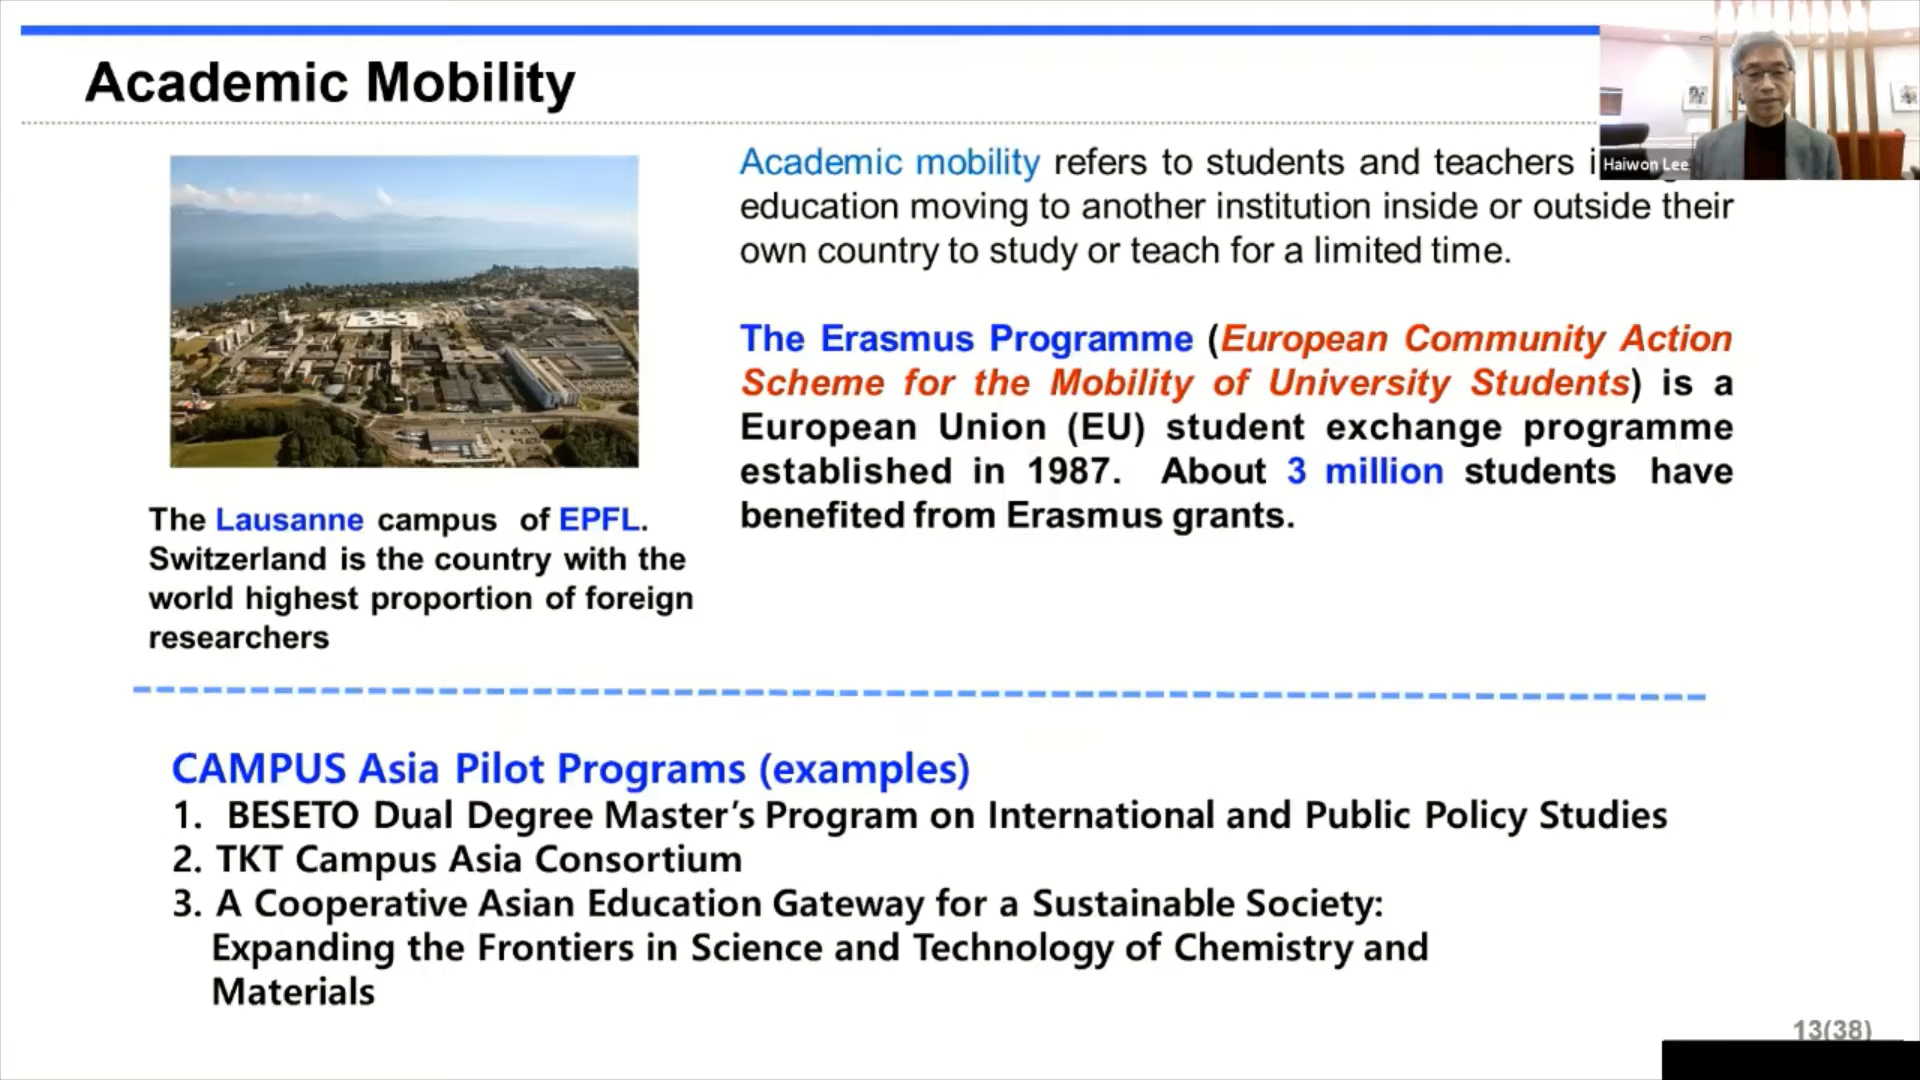 Academic Mobility
Haiwon Lee
Academic mobility refers to students and teachers
education moving to another institution inside or outside their
own country to study or teach for a limited time.
The Erasmus Programme (European Community Action
Scheme for the Mobility of University Students) is a
European Union (EU) student exchange programme
established in 1987. About 3 million students have
benefited from Erasmus grants.
The Lausanne campus of EPFL.
Switzerland is the country with the
world highest proportion of foreign
researchers
CAMPUS Asia Pilot Programs (examples)
1. BESETO Dual Degree Master’s Program on International and Public Policy Studies
2. TKT Campus Asia Consortium
3. A Cooperative Asian Education Gateway for a Sustainable Society:
Expanding the Frontiers in Science and Technology of Chemistry and
Materials
13(38)